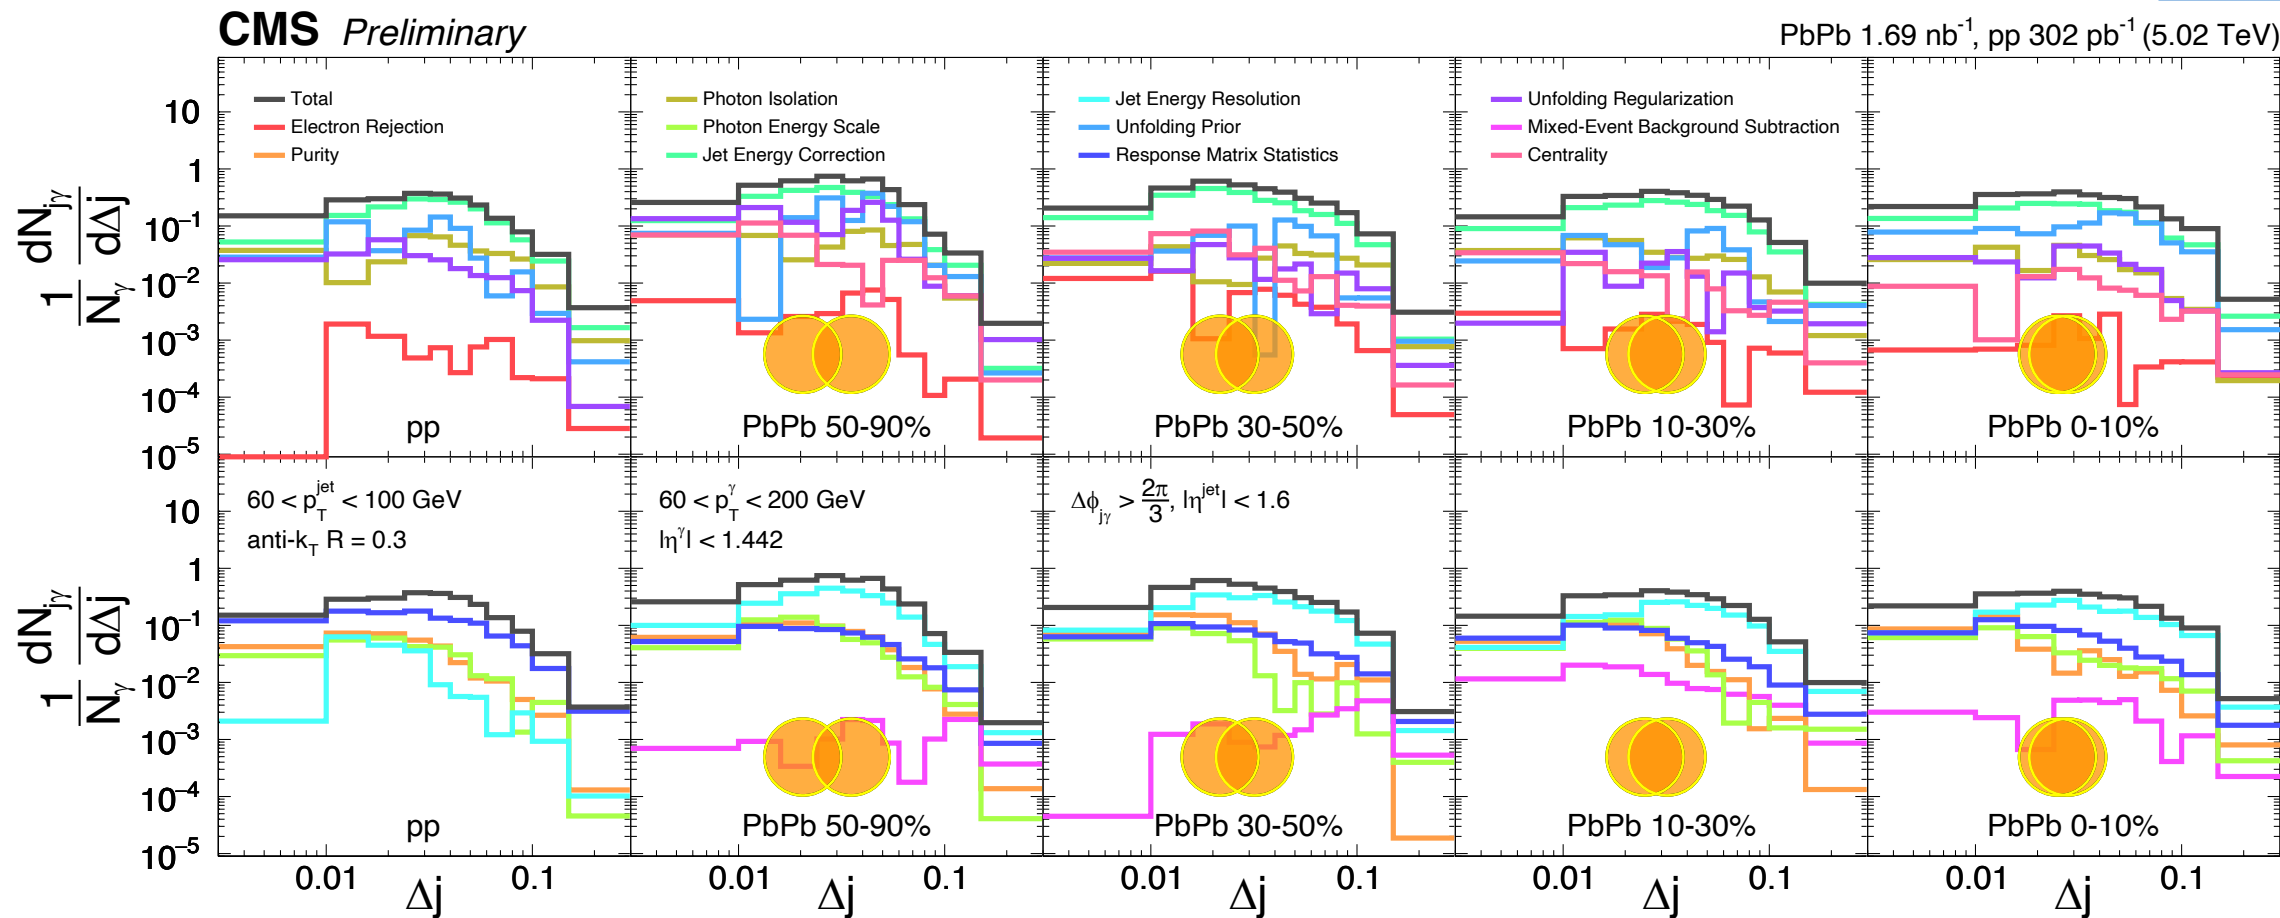 CMS Preliminary
PbPb 1.69 nb⁻¹, pp 302 pb⁻¹ (5.02 TeV)
Total
Electron Rejection
Purity
Photon Isolation
Photon Energy Scale
Jet Energy Correction
Jet Energy Resolution
Unfolding Prior
Response Matrix Statistics
Unfolding Regularization
Mixed-Event Background Subtraction
Centrality
10
1
10⁻¹
10⁻²
10⁻³
10⁻⁴
10⁻⁵
1/N_γ dN_jγ/dΔj
pp
PbPb 50-90%
PbPb 30-50%
PbPb 10-30%
PbPb 0-10%
60 < p_T^jet < 100 GeV
anti-k_T R = 0.3
60 < p_T^γ < 200 GeV
|η^γ| < 1.442
Δϕ_jγ > 2π/3, |η^jet| < 1.6
10
1
10⁻¹
10⁻²
10⁻³
10⁻⁴
10⁻⁵
1/N_γ dN_jγ/dΔj
pp
PbPb 50-90%
PbPb 30-50%
PbPb 10-30%
PbPb 0-10%
0.01 0.1 0.01 0.1 0.01 0.1 0.01 0.1 0.01 0.1
Δj Δj Δj Δj Δj